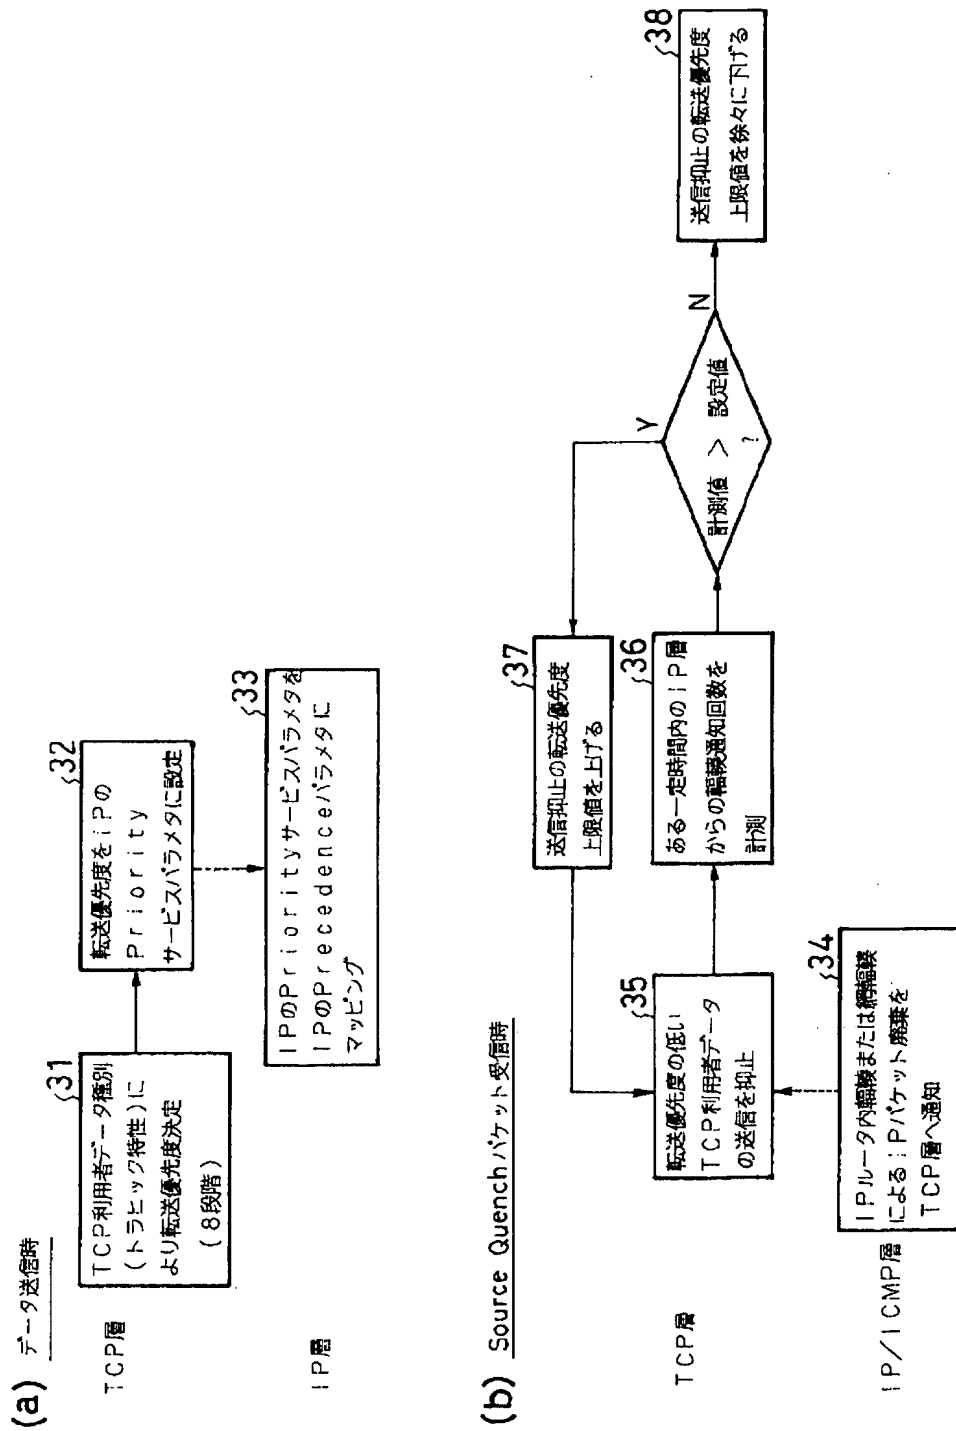 (a) データ送信時
TCP層
31
TCP利用者データ種別
(トラヒック特性)に
より転送優先度決定
(8段階)
32
転送優先度をIPの
Priority
サービスパラメタに設定
IP層
33
IPのPriorityサービスパラメタを
IPのPrecedenceパラメタに
マッピング
(b) Source Quenchパケット受信時
TCP層
35
転送優先度の低い
TCP利用者データ
の送信を抑止
37
送信抑止の転送優先度
上限値を上げる
36
ある一定時間内のIP層
からの輻輳通知回数を
計測
計測値 > 設定値
?
Y
N
38
送信抑止の転送優先度
上限値を徐々に下げる
IP/ICMP層
34
IPルータ内輻輳または網輻輳
によるIPパケット廃棄を
TCP層へ通知